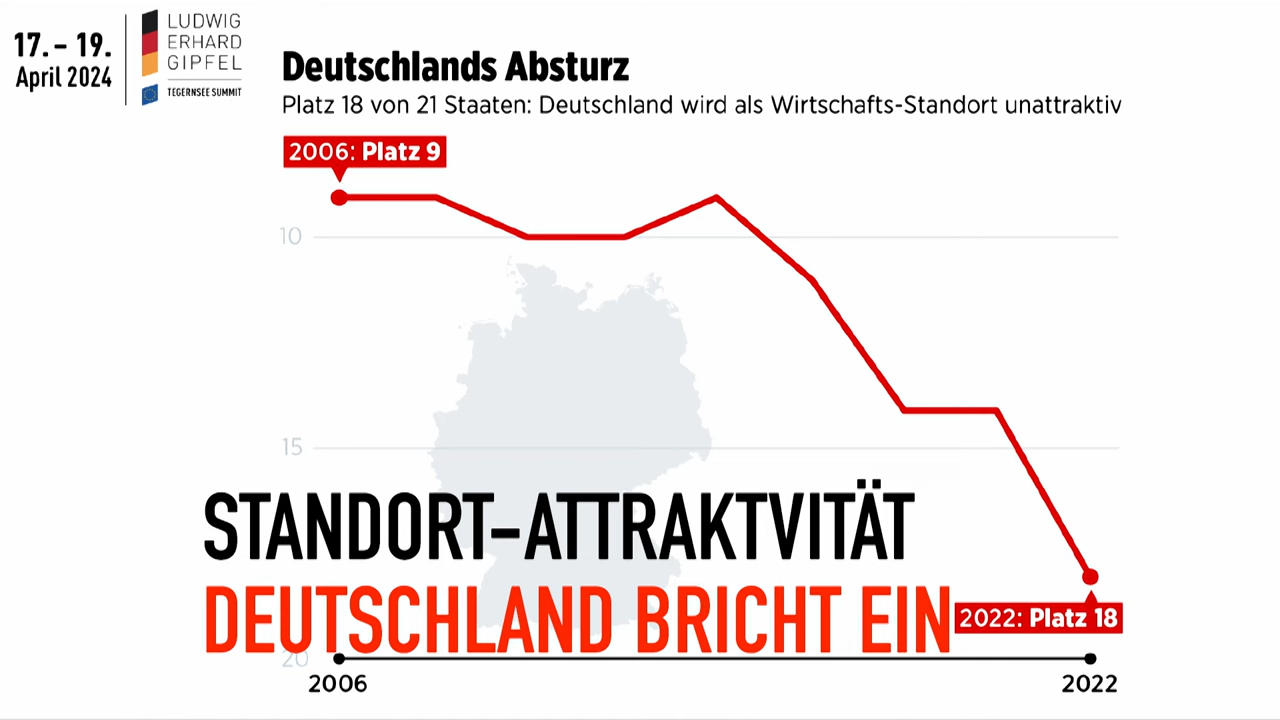 17. – 19.
April 2024
LUDWIG
ERHARD
GIPFEL
TEGERNSEE SUMMIT
Deutschlands Absturz
Platz 18 von 21 Staaten: Deutschland wird als Wirtschafts-Standort unattraktiv
2006: Platz 9
10
15
STANDORT-ATTRAKTVITÄT
DEUTSCHLAND BRICHT EIN
2022: Platz 18
20
2006
2022